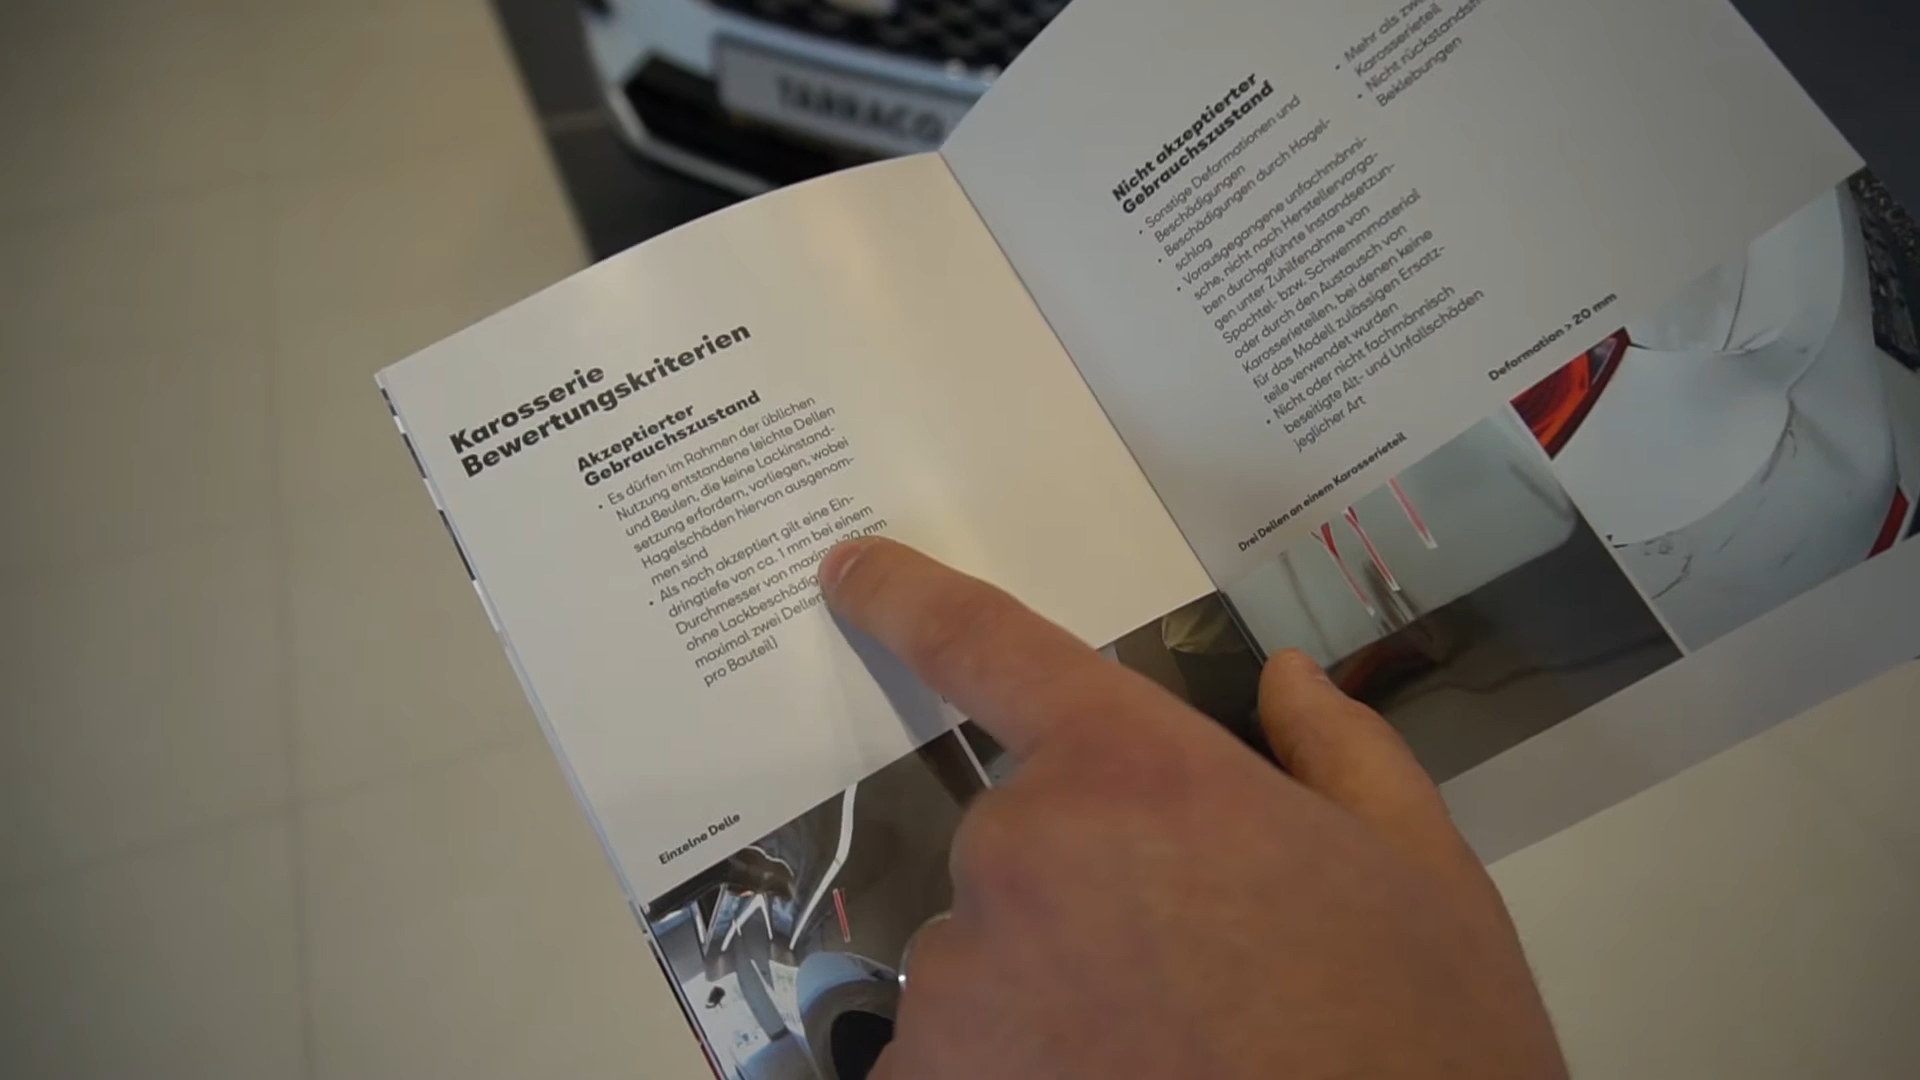 TARRACO
Karosserie
Bewertungskriterien
Akzeptierter
Gebrauchszustand
• Es dürfen im Rahmen der üblichen
Nutzung entstandene leichte Dellen
und Beulen, die keine Lackinstand-
setzung erfordern, vorliegen, wobei
Hagelschäden hiervon ausgenom-
men sind
• Als noch akzeptiert gilt eine Ein-
dringtiefe von ca. 1 mm bei einem
Durchmesser von maximal 20 mm
ohne Lackbeschädig
maximal zwei Dellen
pro Bauteil)
Einzelne Delle
Nicht akzeptierter
Gebrauchszustand
• Sonstige Deformationen und
Beschädigungen
• Beschädigungen durch Hagel-
schlag
• Vorausgegangene unfachmänni-
sche, nicht nach Herstellervorga-
ben durchgeführte Instandsetzun-
gen unter Zuhilfenahme von
Spachtel- bzw. Schwemmmaterial
oder durch den Austausch von
Karosserieteilen, bei denen keine
für das Modell zulässigen Ersatz-
teile verwendet wurden
• Nicht oder nicht fachmännisch
beseitigte Alt- und Unfallschäden
jeglicher Art
• Mehr als zwe
Karosserieteil
• Nicht rückstandsf
Beklebungen
Drei Dellen an einem Karosserieteil
Deformation > 20 mm